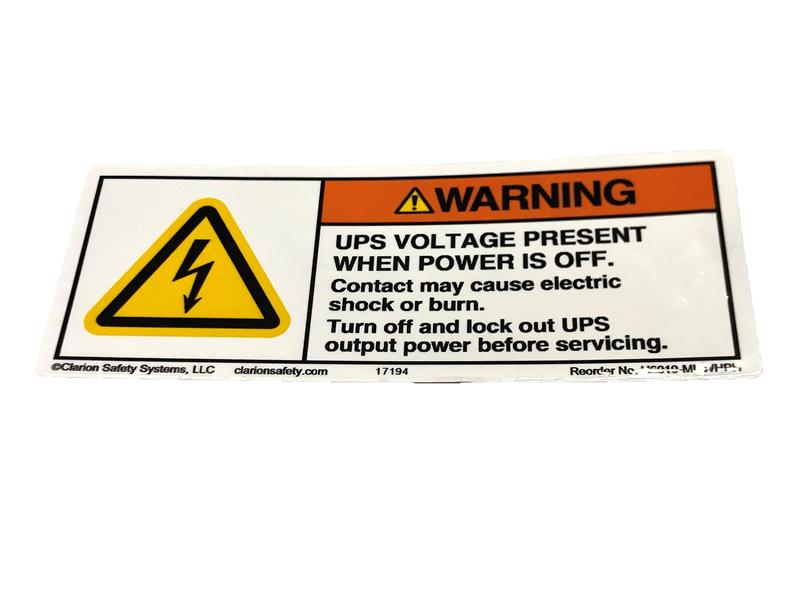 WARNING
UPS VOLTAGE PRESENT
WHEN POWER IS OFF.
Contact may cause electric
shock or burn.
Turn off and lock out UPS
output power before servicing.
©Clarion Safety Systems, LLC clarionsafety.com 17194 Reorder No.